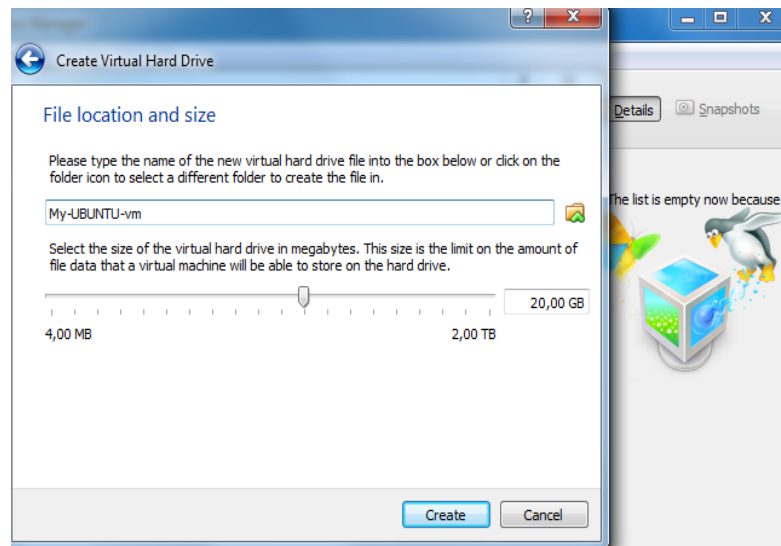 Create Virtual Hard Drive
File location and size
Please type the name of the new virtual hard drive file into the box below or click on the
folder icon to select a different folder to create the file in.
My-UBUNTU-vm
Select the size of the virtual hard drive in megabytes. This size is the limit on the amount of
file data that a virtual machine will be able to store on the hard drive.
20,00 GB
4,00 MB
2,00 TB
Create
Cancel
Details
Snapshots
The list is empty now because